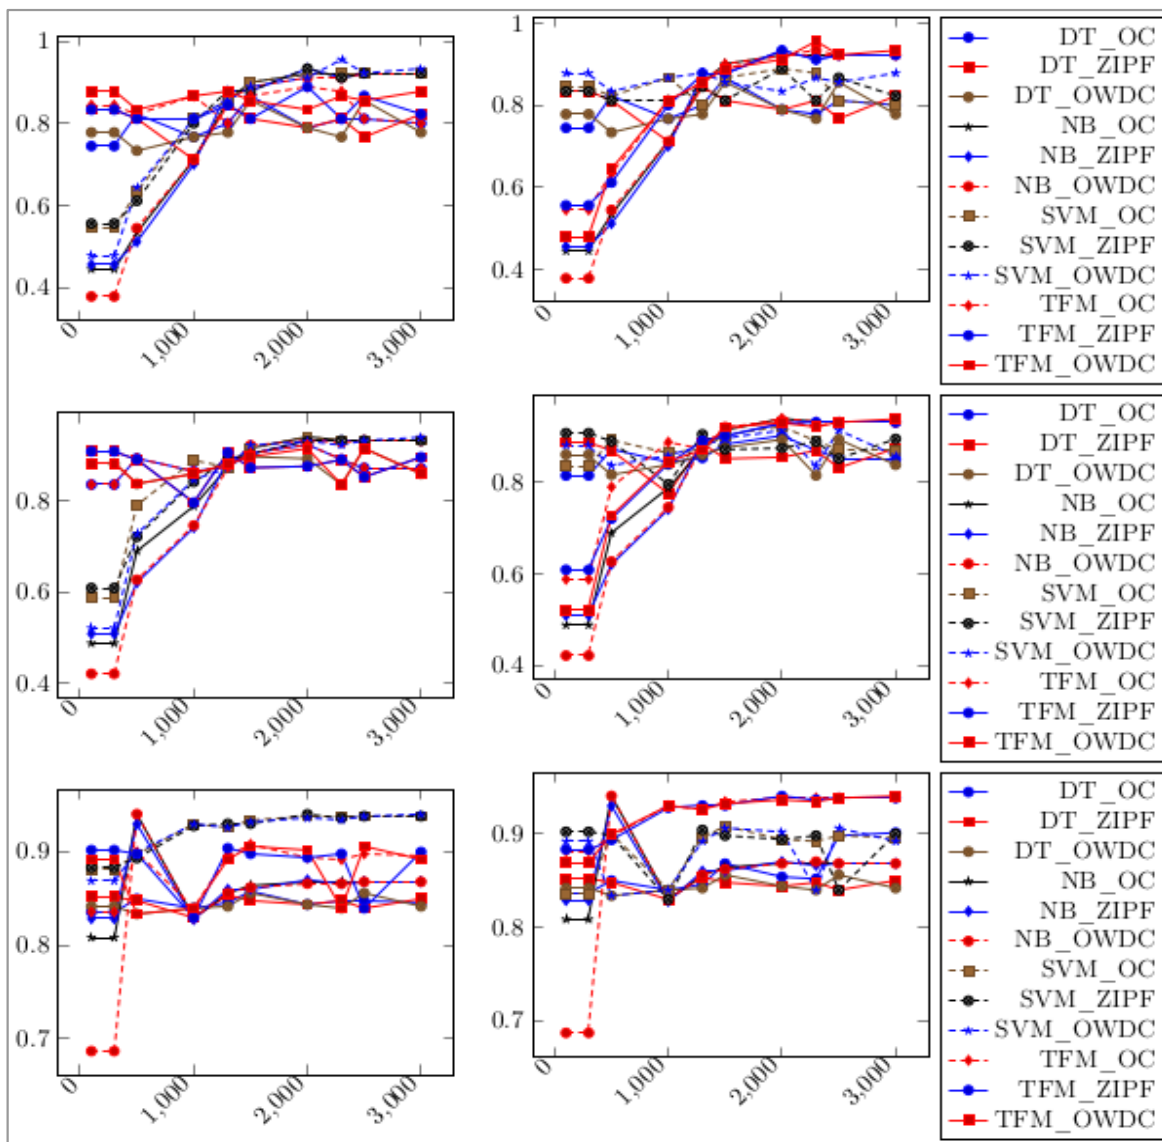 1
0.8
0.6
0.4
0
1,000
2,000
3,000
1
0.8
0.6
0.4
0
1,000
2,000
3,000
DT_OC
DT_ZIPF
DT_OWDC
NB_OC
NB_ZIPF
NB_OWDC
SVM_OC
SVM_ZIPF
SVM_OWDC
TFM_OC
TFM_ZIPF
TFM_OWDC
0.8
0.6
0.4
0
1,000
2,000
3,000
0.8
0.6
0.4
0
1,000
2,000
3,000
DT_OC
DT_ZIPF
DT_OWDC
NB_OC
NB_ZIPF
NB_OWDC
SVM_OC
SVM_ZIPF
SVM_OWDC
TFM_OC
TFM_ZIPF
TFM_OWDC
0.9
0.8
0.7
0
1,000
2,000
3,000
0.9
0.8
0.7
0
1,000
2,000
3,000
DT_OC
DT_ZIPF
DT_OWDC
NB_OC
NB_ZIPF
NB_OWDC
SVM_OC
SVM_ZIPF
SVM_OWDC
TFM_OC
TFM_ZIPF
TFM_OWDC